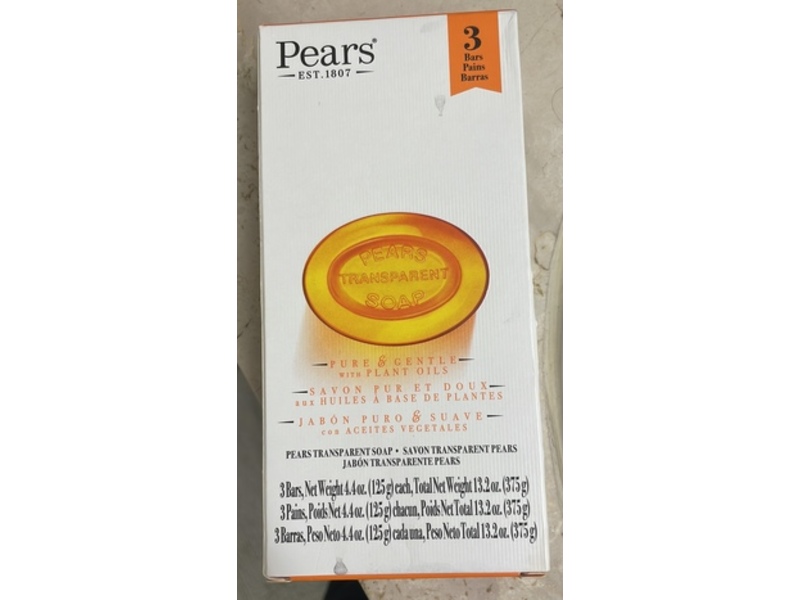 Pears®
EST. 1807
3
Bars
Pains
Barras
PEARS
TRANSPARENT
SOAP
PURE & GENTLE
WITH PLANT OILS
SAVON PUR ET DOUX
aux HUILES À BASE DE PLANTES
JABÓN PURO & SUAVE
con ACEITES VEGETALES
PEARS TRANSPARENT SOAP • SAVON TRANSPARENT PEARS
JABÓN TRANSPARENTE PEARS
3 Bars, Net Weight 4.4 oz. (125 g) each, Total Net Weight 13.2 oz. (375 g)
3 Pains, Poids Net 4.4 oz. (125 g) chacun, Poids Net Total 13.2 oz. (375 g)
3 Barras, Peso Neto 4.4 oz. (125 g) cada una, Peso Neto Total 13.2 oz. (375 g)